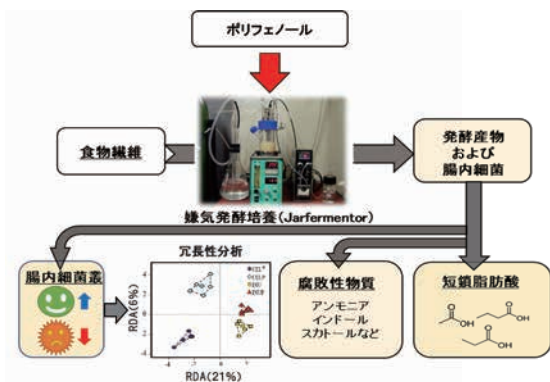 ポリフェノール
食物繊維
発酵産物
および
腸内細菌
嫌気発酵培養(Jarfermentor)
腸内細菌叢
冗長性分析
RDA(6%)
RDA(21%)
腐敗性物質
アンモニア
インドール
スカトールなど
短鎖脂肪酸
O
OH
O
OH
O
OH